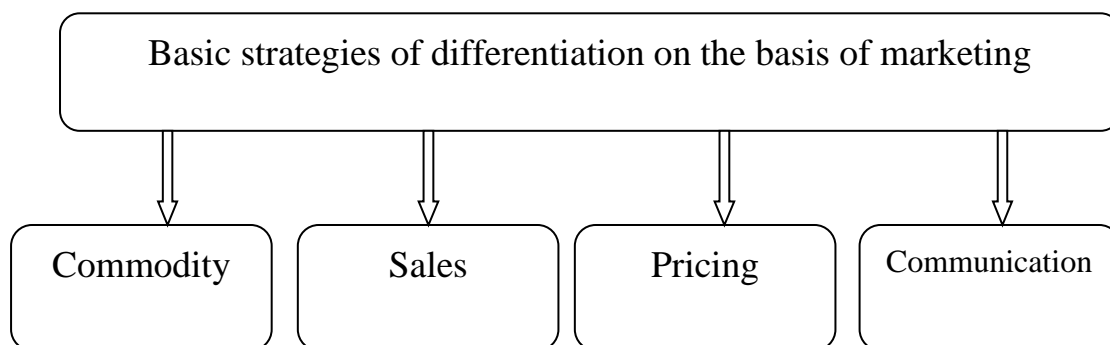 Basic strategies of differentiation on the basis of marketing
Commodity
Sales
Pricing
Communication